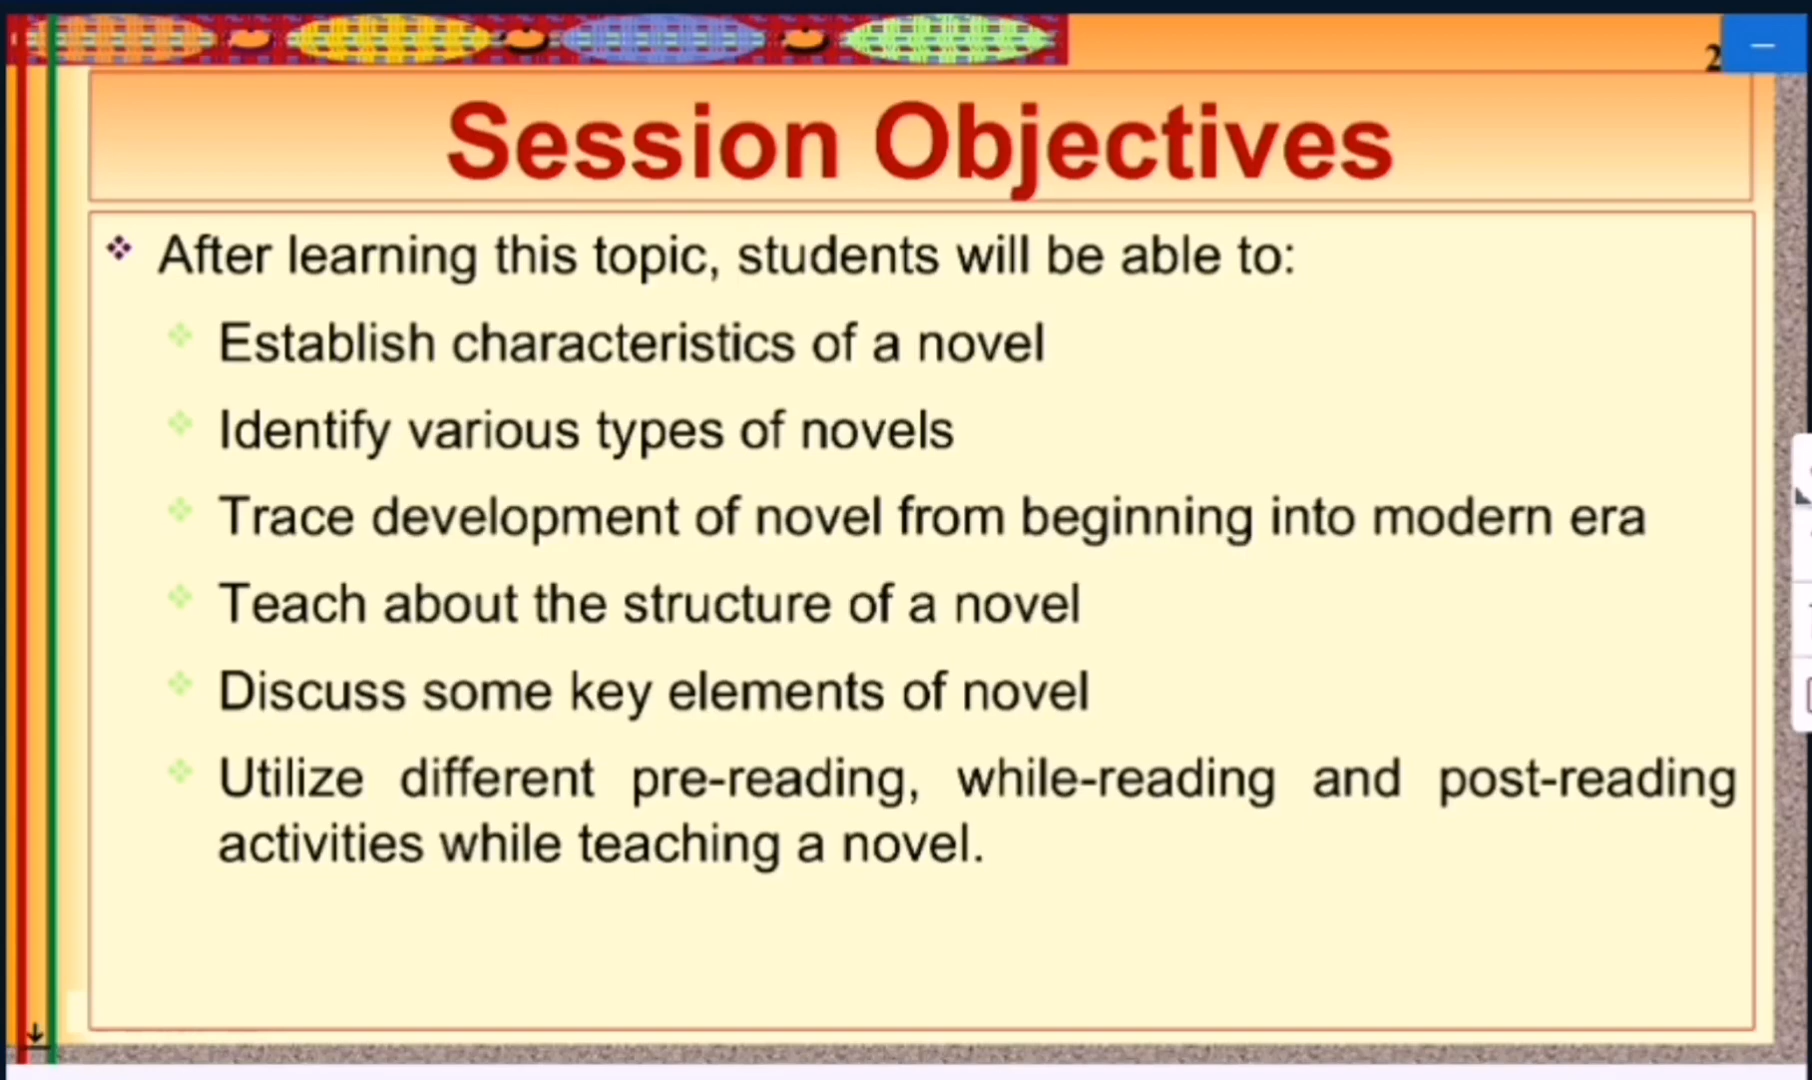 2
Session Objectives
After learning this topic, students will be able to:
Establish characteristics of a novel
Identify various types of novels
Trace development of novel from beginning into modern era
Teach about the structure of a novel
Discuss some key elements of novel
Utilize different pre-reading, while-reading and post-reading
activities while teaching a novel.